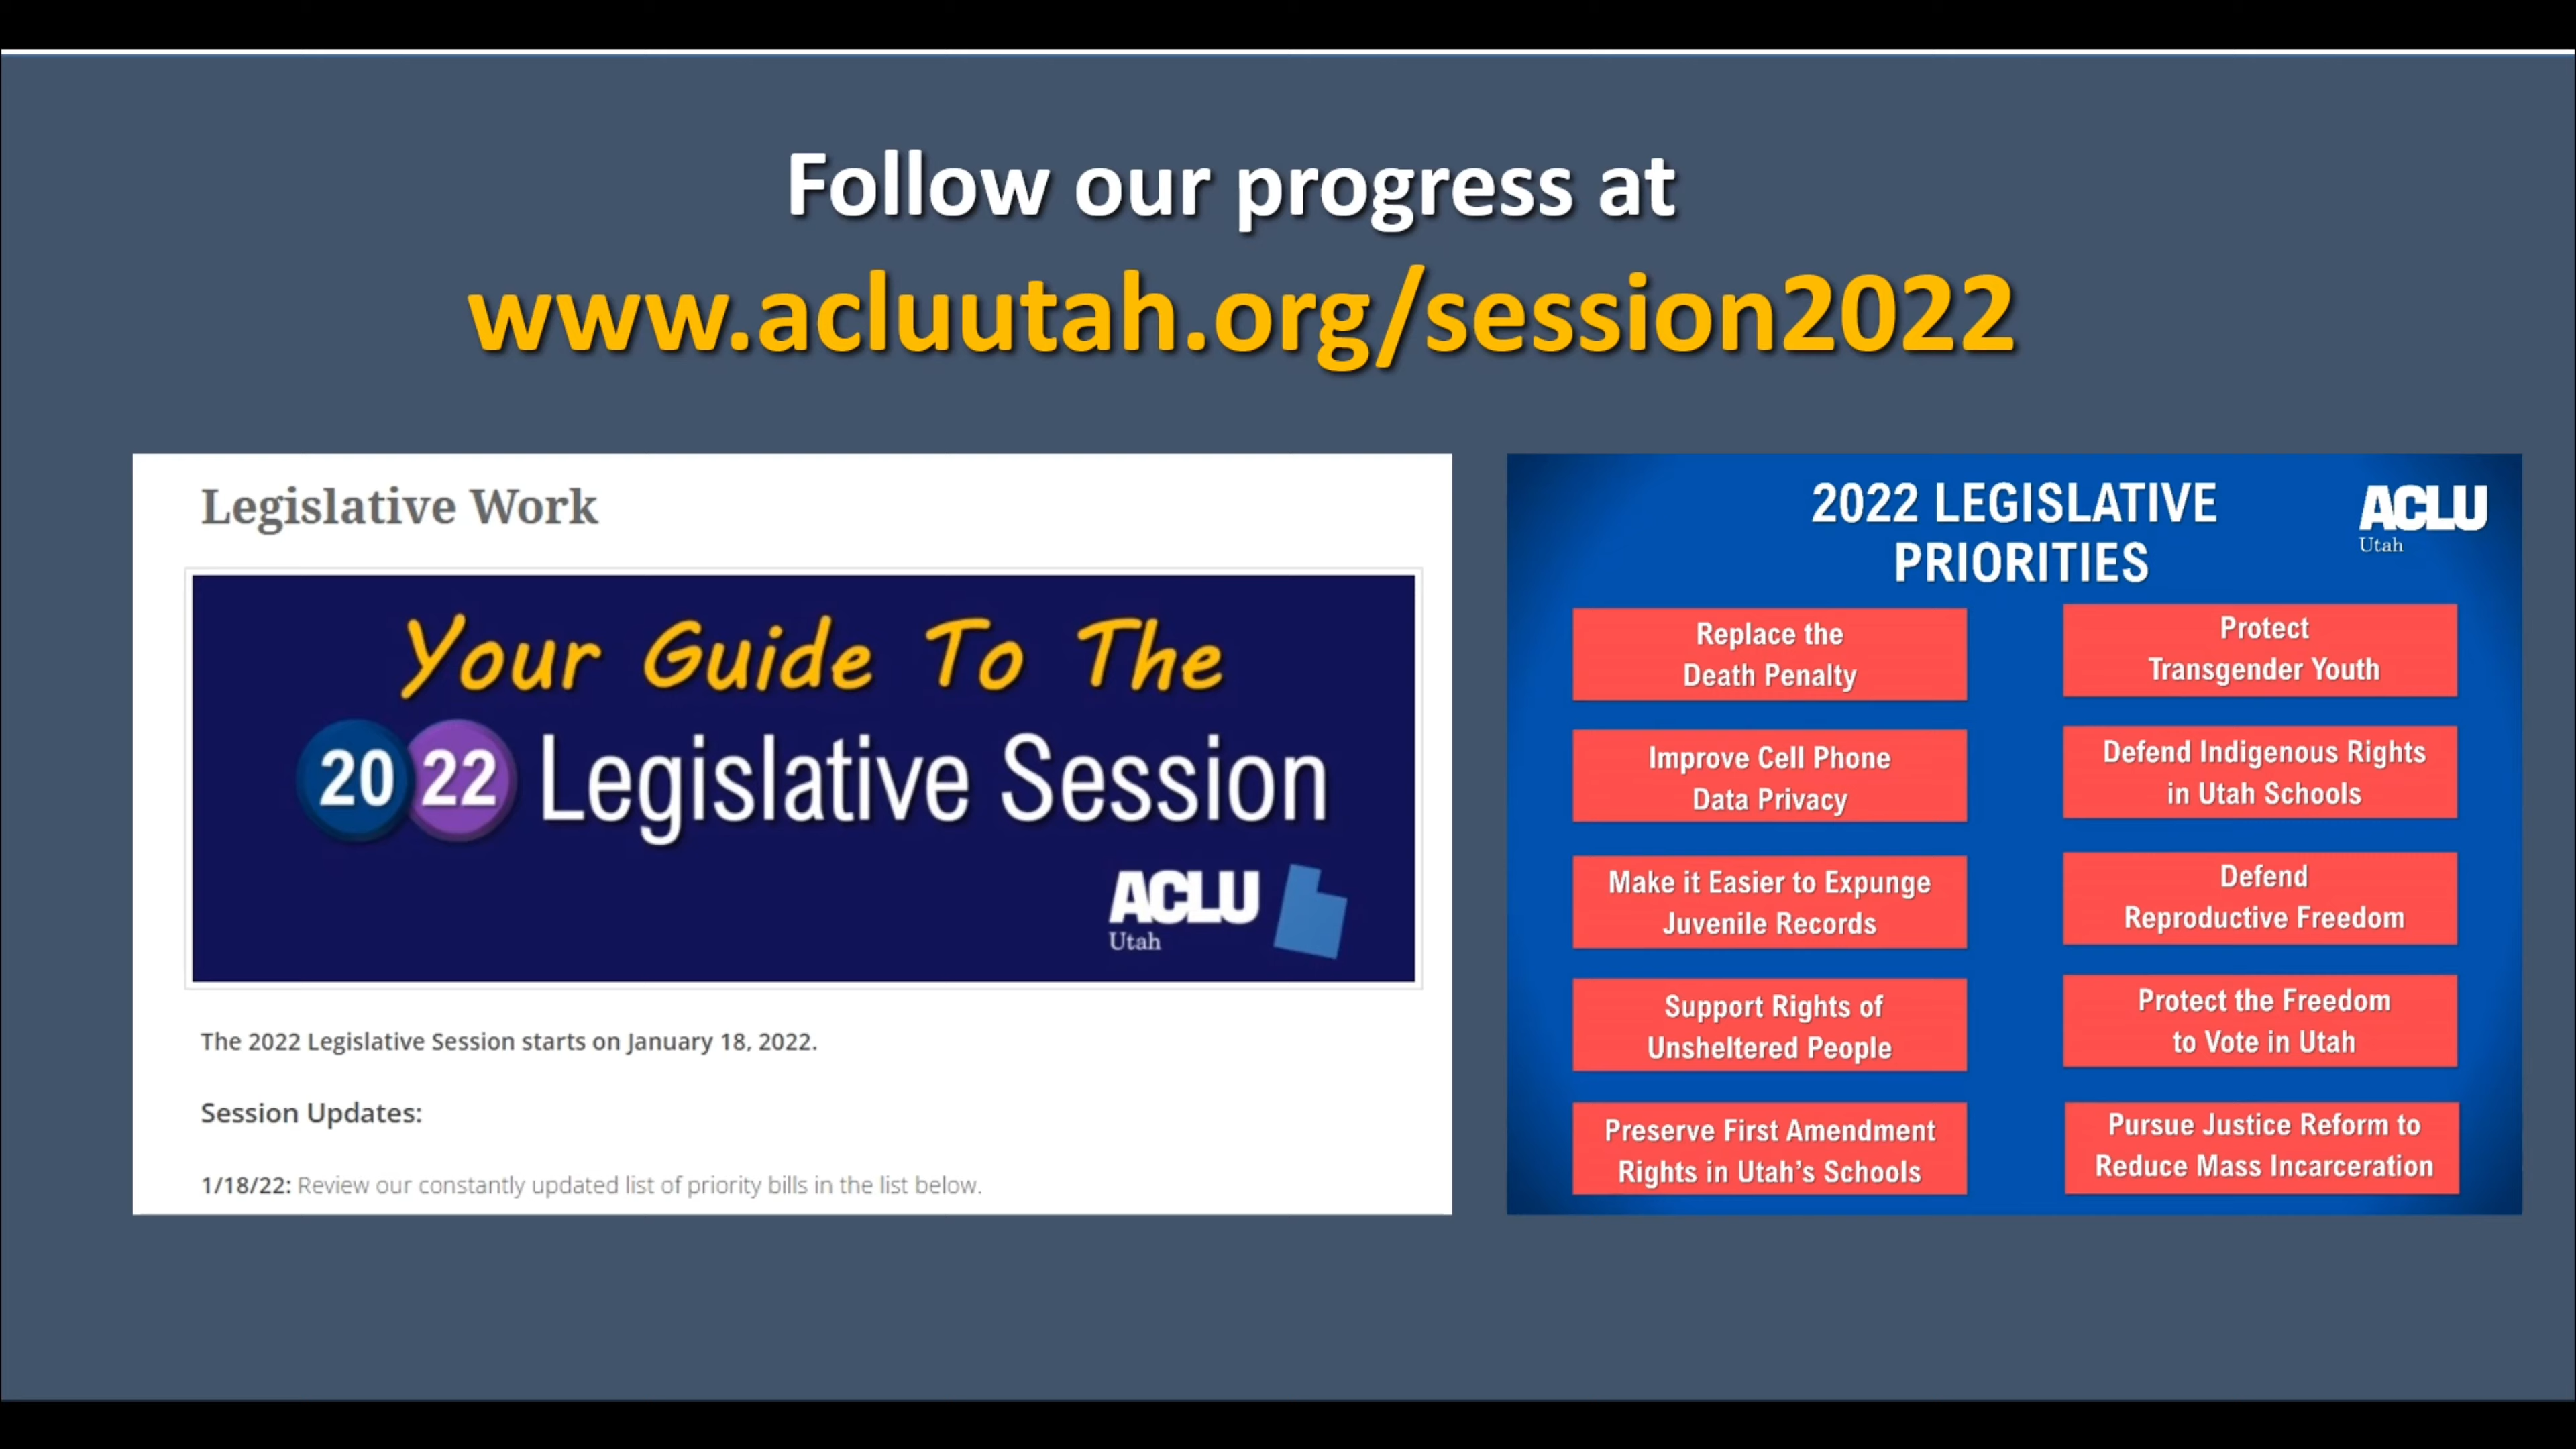 Follow our progress at
www.acluutah.org/session2022
Legislative Work
Your Guide To The
2022 Legislative Session
ACLU
Utah
The 2022 Legislative Session starts on January 18, 2022.
Session Updates:
1/18/22: Review our constantly updated list of priority bills in the list below.
2022 LEGISLATIVE
PRIORITIES
ACLU
Utah
Replace the
Death Penalty
Protect
Transgender Youth
Improve Cell Phone
Data Privacy
Defend Indigenous Rights
in Utah Schools
Make it Easier to Expunge
Juvenile Records
Defend
Reproductive Freedom
Support Rights of
Unsheltered People
Protect the Freedom
to Vote in Utah
Preserve First Amendment
Rights in Utah's Schools
Pursue Justice Reform to
Reduce Mass Incarceration